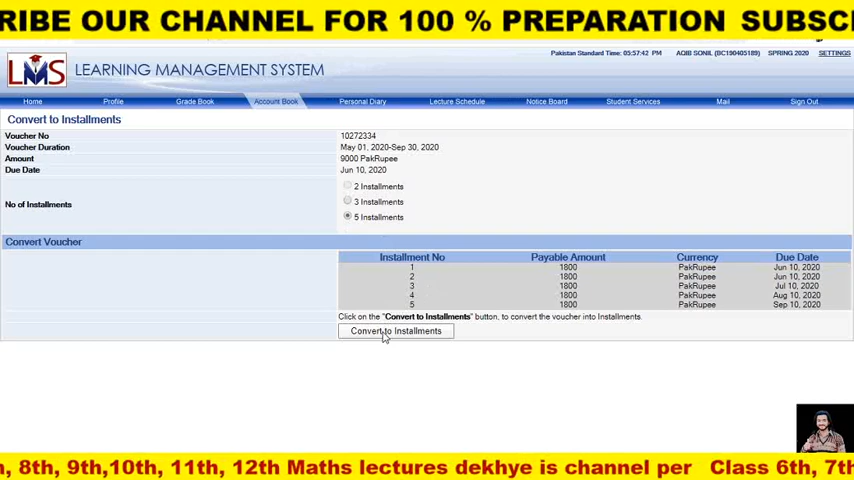 RIBE OUR CHANNEL FOR 100 % PREPARATION SUBSC
Pakistan Standard Time: 05:57:42 PM AQIB SONIL (BC190405189) SPRING 2020 SETTINGS
LMS LEARNING MANAGEMENT SYSTEM
Home Profile Grade Book Account Book Personal Diary Lecture Schedule Notice Board Student Services Mail Sign Out
Convert to Installments
Voucher No 10272334
Voucher Duration May 01, 2020-Sep 30, 2020
Amount 9000 PakRupee
Due Date Jun 10, 2020
2 Installments
No of Installments 3 Installments
5 Installments
Convert Voucher
Installment No Payable Amount Currency Due Date
1 1800 PakRupee Jun 10, 2020
2 1800 PakRupee Jun 10, 2020
3 1800 PakRupee Jul 10, 2020
4 1800 PakRupee Aug 10, 2020
5 1800 PakRupee Sep 10, 2020
Click on the "Convert to Installments" button, to convert the voucher into Installments.
Convert to Installments
h, 8th, 9th,10th, 11th, 12th Maths lectures dekhye is channel per Class 6th, 7th